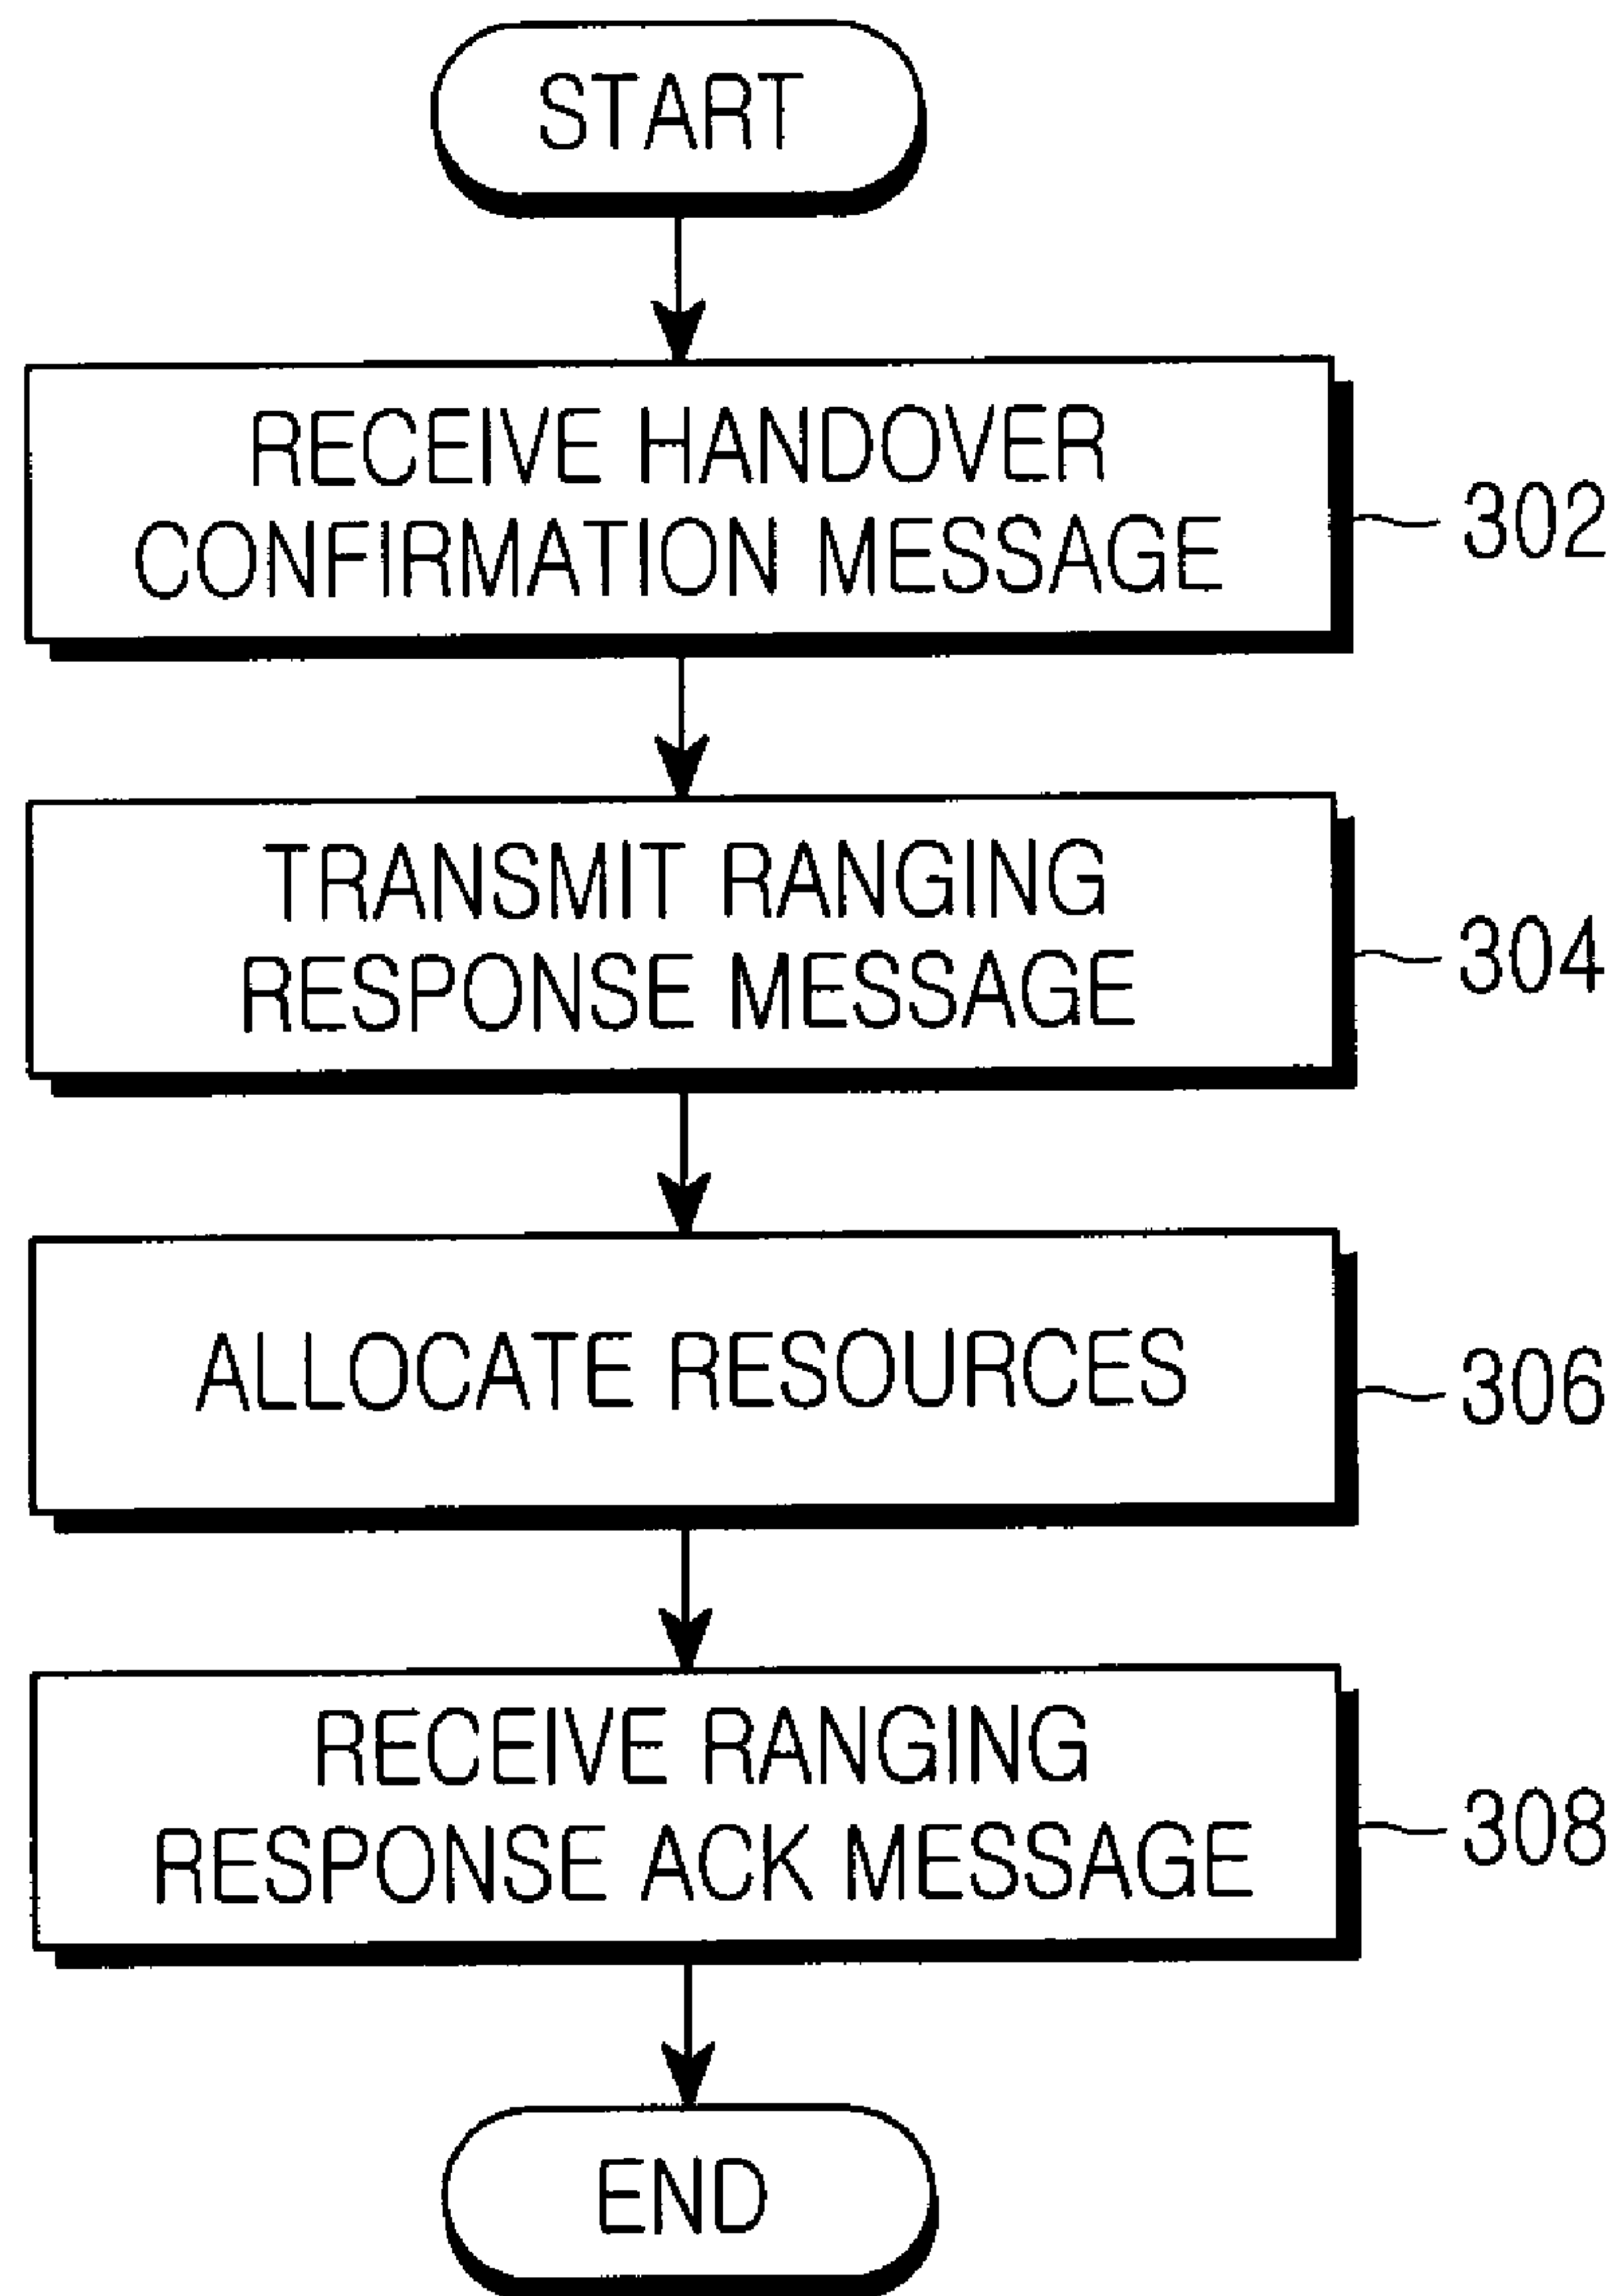 START
RECEIVE HANDOVER
CONFIRMATION MESSAGE
302
TRANSMIT RANGING
RESPONSE MESSAGE
304
ALLOCATE RESOURCES
306
RECEIVE RANGING
RESPONSE ACK MESSAGE
308
END